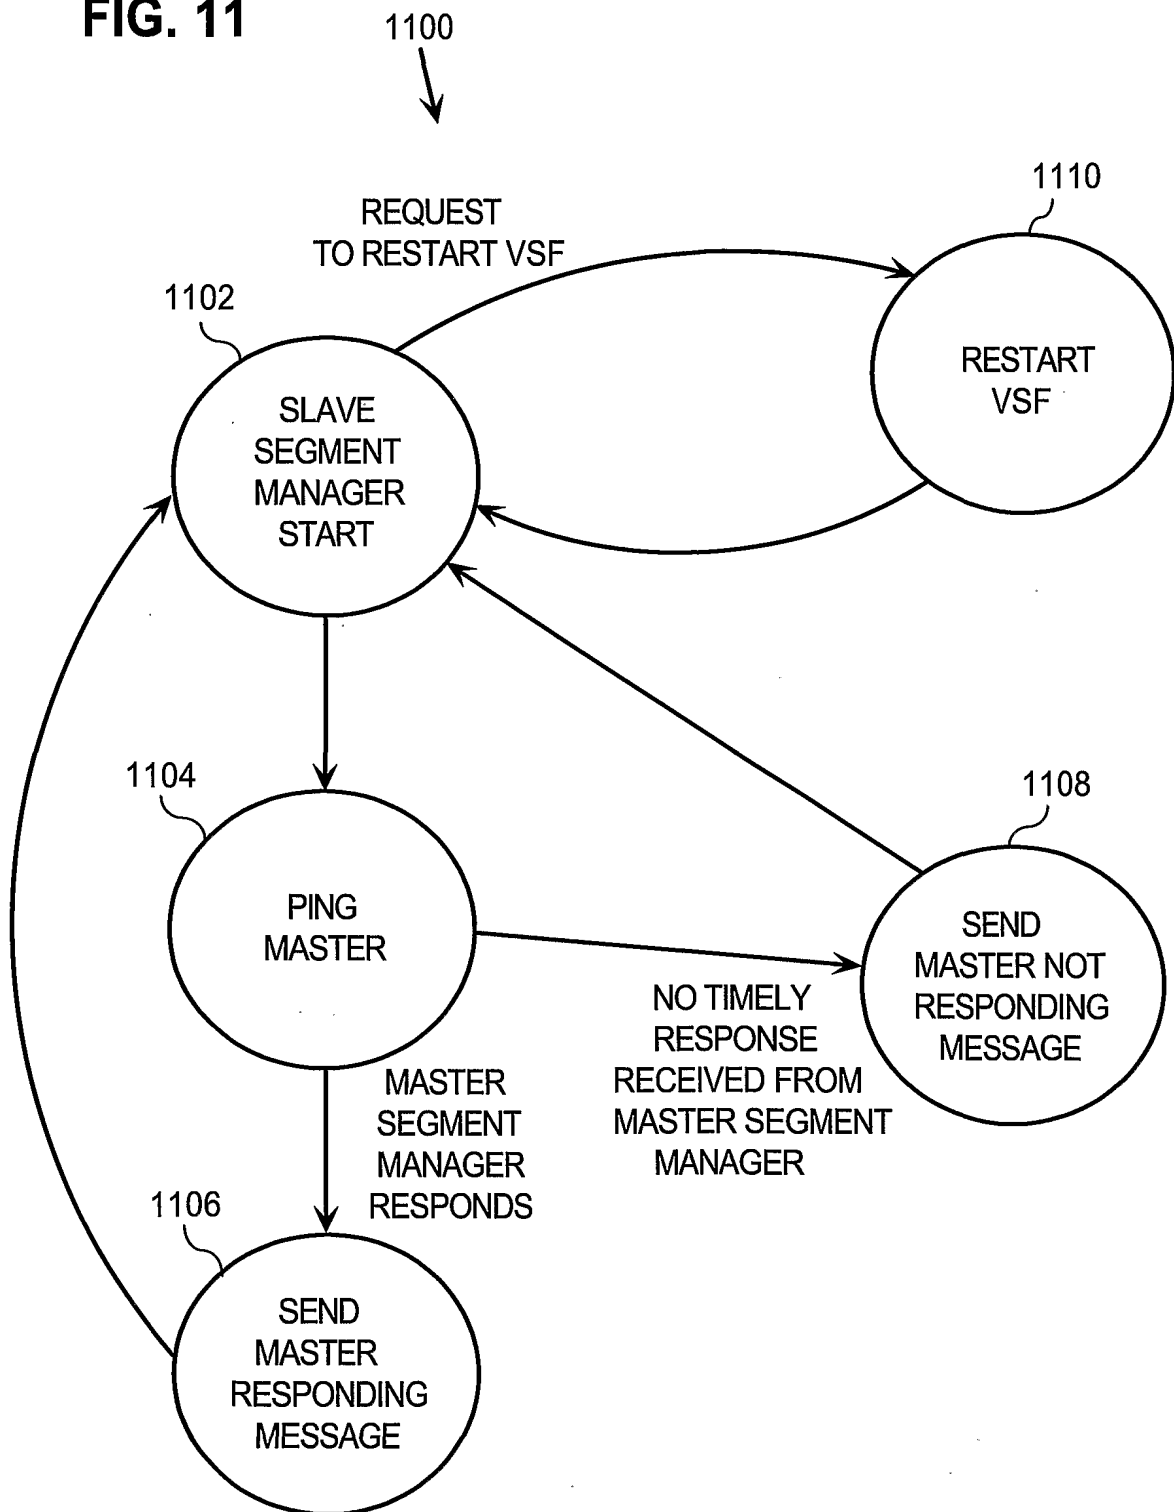 FIG. 11
1100
1110
REQUEST
TO RESTART VSF
1102
RESTART
VSF
SLAVE
SEGMENT
MANAGER
START
1104
1108
PING
MASTER
SEND
MASTER NOT
RESPONDING
MESSAGE
NO TIMELY
RESPONSE
RECEIVED FROM
MASTER SEGMENT
MANAGER
MASTER
SEGMENT
MANAGER
RESPONDS
1106
SEND
MASTER
RESPONDING
MESSAGE